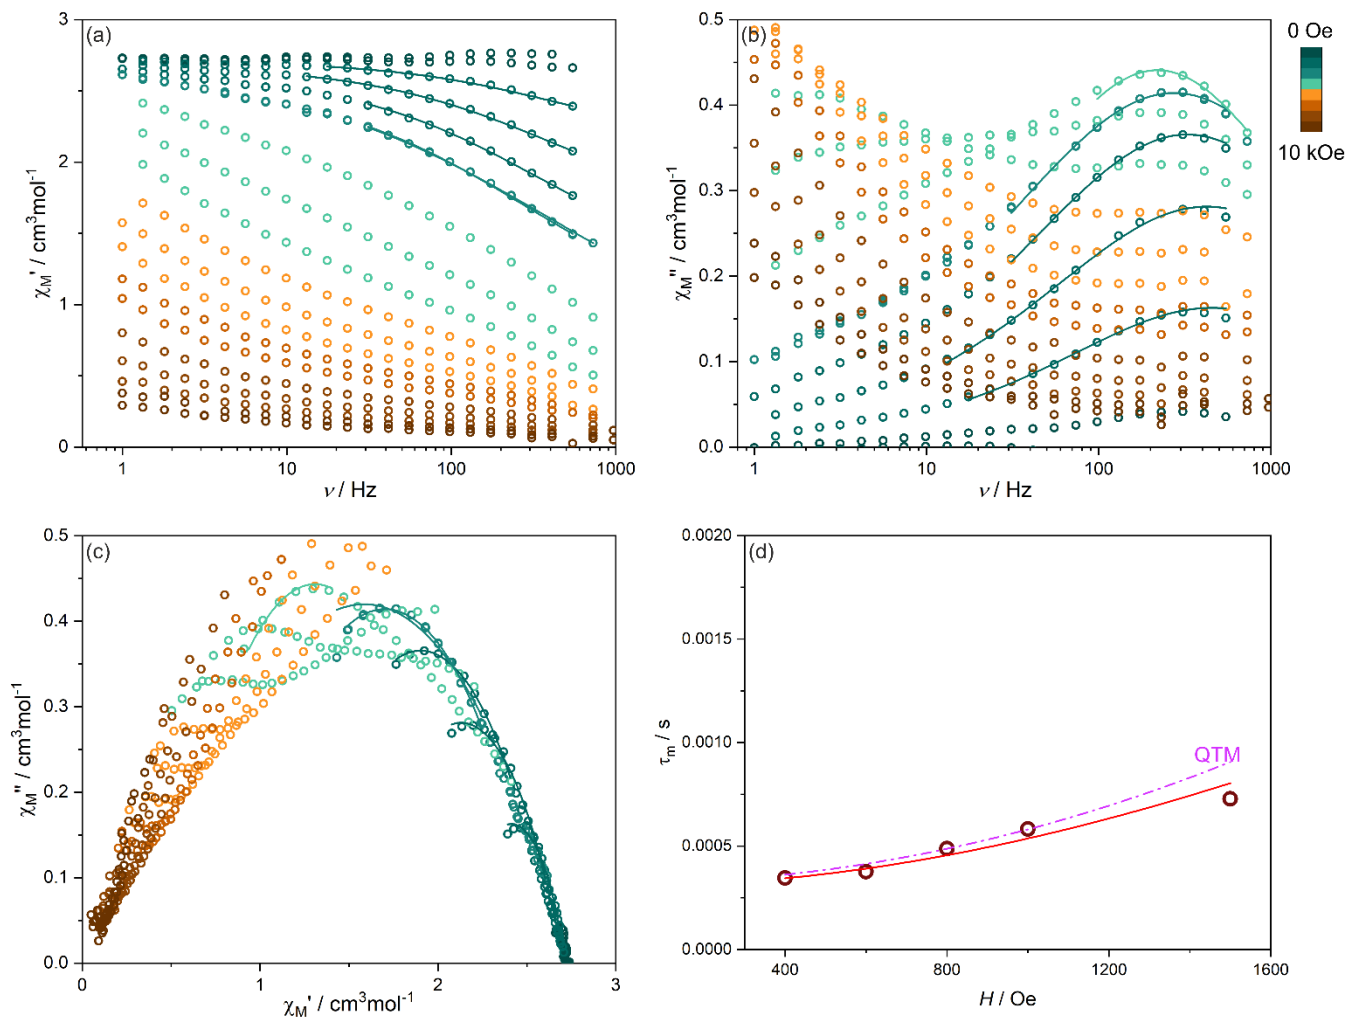 (a)
3
2
1
0
χM' / cm³mol⁻¹
1
10
100
1000
ν / Hz
(b)
0.5
0.4
0.3
0.2
0.1
0.0
χM'' / cm³mol⁻¹
1
10
100
1000
ν / Hz
0 Oe
10 kOe
(c)
0.5
0.4
0.3
0.2
0.1
0.0
χM'' / cm³mol⁻¹
0
1
2
3
χM' / cm³mol⁻¹
(d)
0.0020
0.0015
0.0010
0.0005
0.0000
τm / s
QTM
400
800
1200
1600
H / Oe